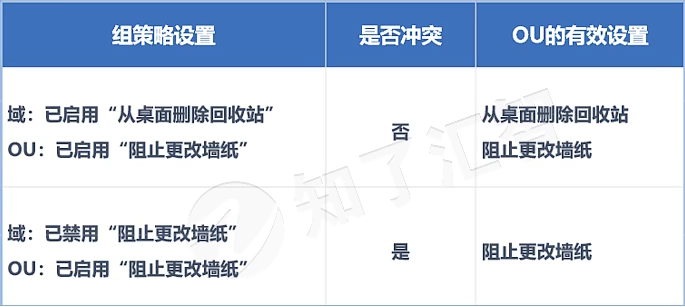 组策略设置
是否冲突
OU的有效设置
域：已启用“从桌面删除回收站”
OU：已启用“阻止更改墙纸”
否
从桌面删除回收站
阻止更改墙纸
域：已禁用“阻止更改墙纸”
OU：已启用“阻止更改墙纸”
是
阻止更改墙纸
知了汇智